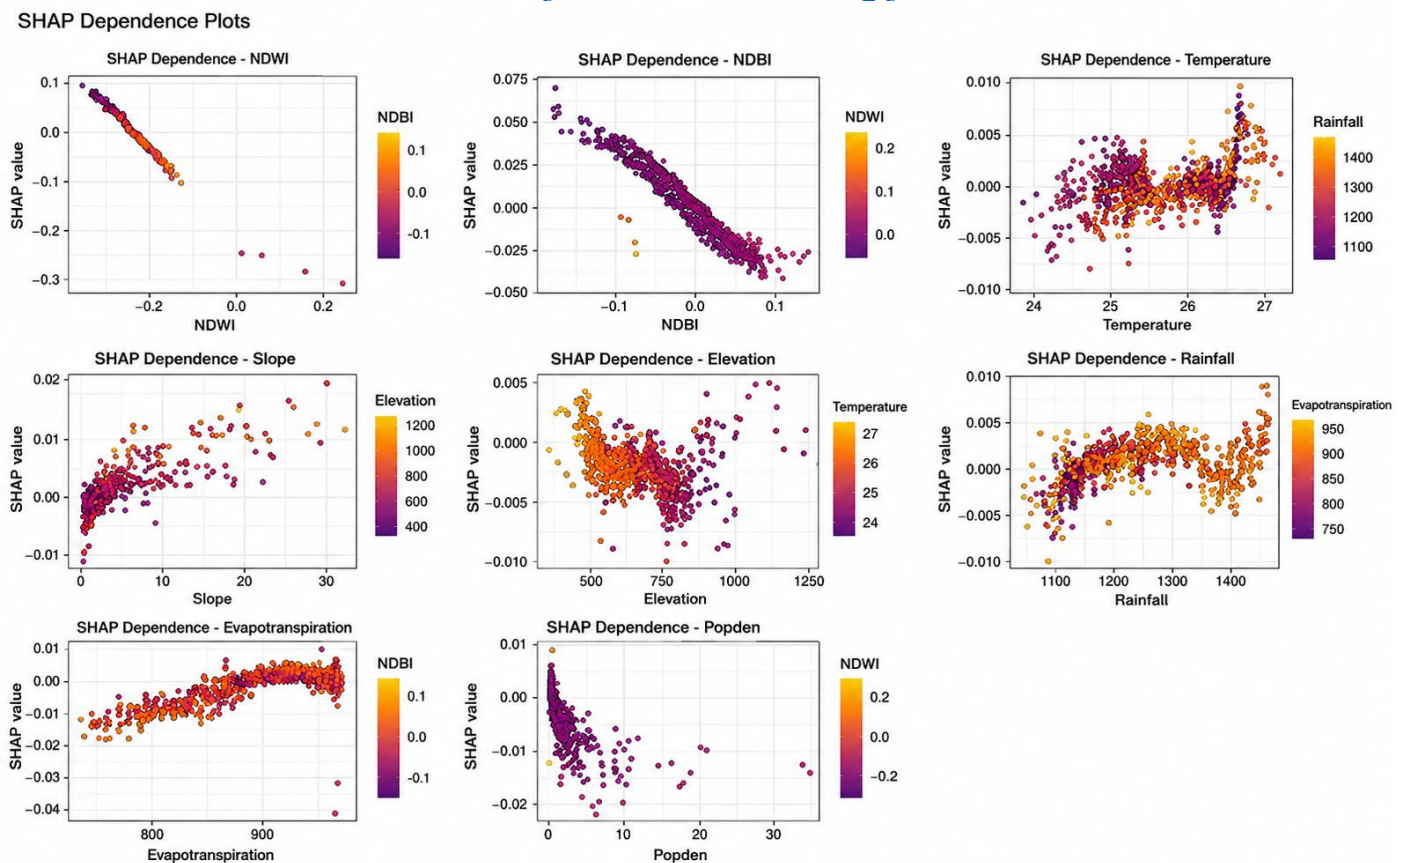 SHAP Dependence Plots
SHAP Dependence - NDWI
SHAP value
0.1
0.0
−0.1
−0.2
−0.3
−0.2
0.0
0.2
NDWI
NDBI
0.1
0.0
−0.1
SHAP Dependence - NDBI
SHAP value
0.075
0.050
0.025
0.000
−0.025
−0.050
−0.1
0.0
0.1
NDBI
NDWI
0.2
0.1
0.0
SHAP Dependence - Temperature
SHAP value
0.010
0.005
0.000
−0.005
−0.010
24
25
26
27
Temperature
Rainfall
1400
1300
1200
1100
SHAP Dependence - Slope
SHAP value
0.02
0.01
0.00
−0.01
0
10
20
30
Slope
Elevation
1200
1000
800
600
400
SHAP Dependence - Elevation
SHAP value
0.005
0.000
−0.005
−0.010
500
750
1000
1250
Elevation
Temperature
27
26
25
24
SHAP Dependence - Rainfall
SHAP value
0.010
0.005
0.000
−0.005
−0.010
1100
1200
1300
1400
Rainfall
Evapotranspiration
950
900
850
800
750
SHAP Dependence - Evapotranspiration
SHAP value
0.01
0.00
−0.01
−0.02
−0.03
−0.04
800
900
Evapotranspiration
NDBI
0.1
0.0
−0.1
SHAP Dependence - Popden
SHAP value
0.01
0.00
−0.01
−0.02
0
10
20
30
Popden
NDWI
0.2
0.0
−0.2